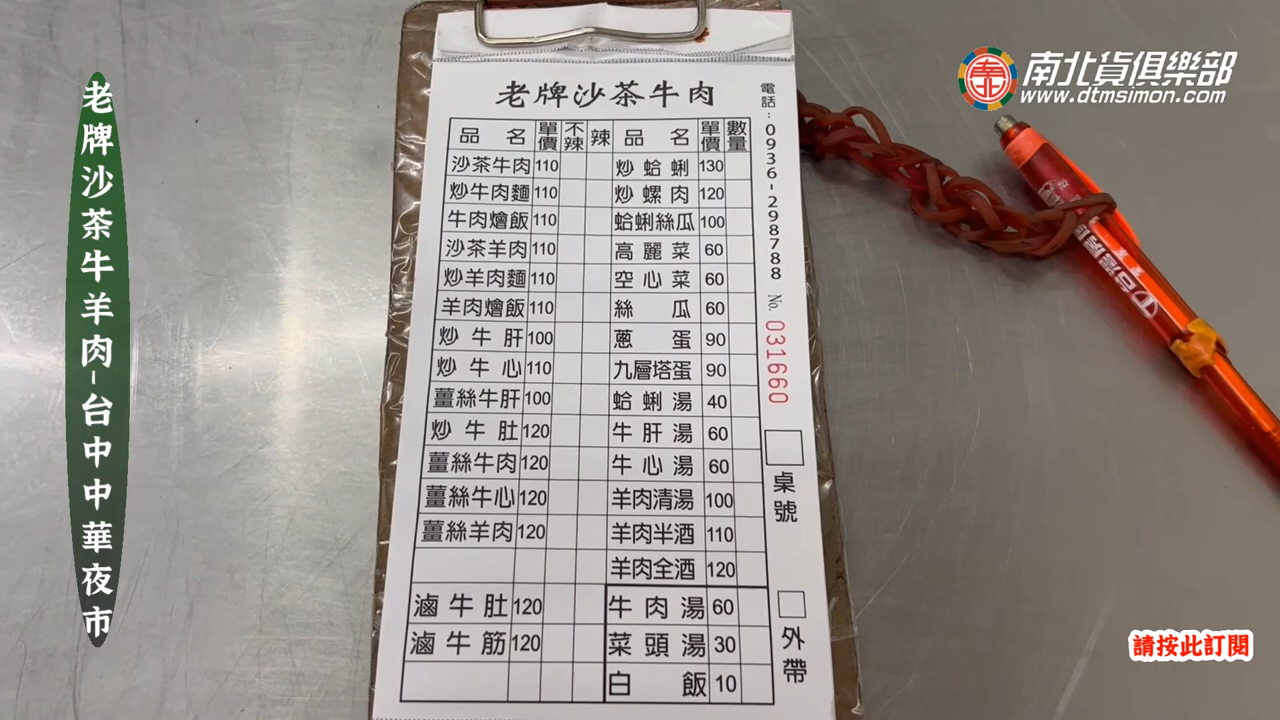 老牌沙茶牛羊肉-台中中華夜市
南北貨俱樂部
www.dtmsimon.com
老牌沙茶牛肉
電話:0936-298788
No. 031660
桌號
外帶
品名 單價 不辣 辣 品名 單價 數量
沙茶牛肉 110 炒蛤蜊 130
炒牛肉麵 110 炒螺肉 120
牛肉燴飯 110 蛤蜊絲瓜 100
沙茶羊肉 110 高麗菜 60
炒羊肉麵 110 空心菜 60
羊肉燴飯 110 絲瓜 60
炒牛肝 100 蔥蛋 90
炒牛心 110 九層塔蛋 90
薑絲牛肝 100 蛤蜊湯 40
炒牛肚 120 牛肝湯 60
薑絲牛肉 120 牛心湯 60
薑絲牛心 120 羊肉清湯 100
薑絲羊肉 120 羊肉半酒 110
羊肉全酒 120
滷牛肚 120 牛肉湯 60
滷牛筋 120 菜頭湯 30
白飯 10
請按此訂閱